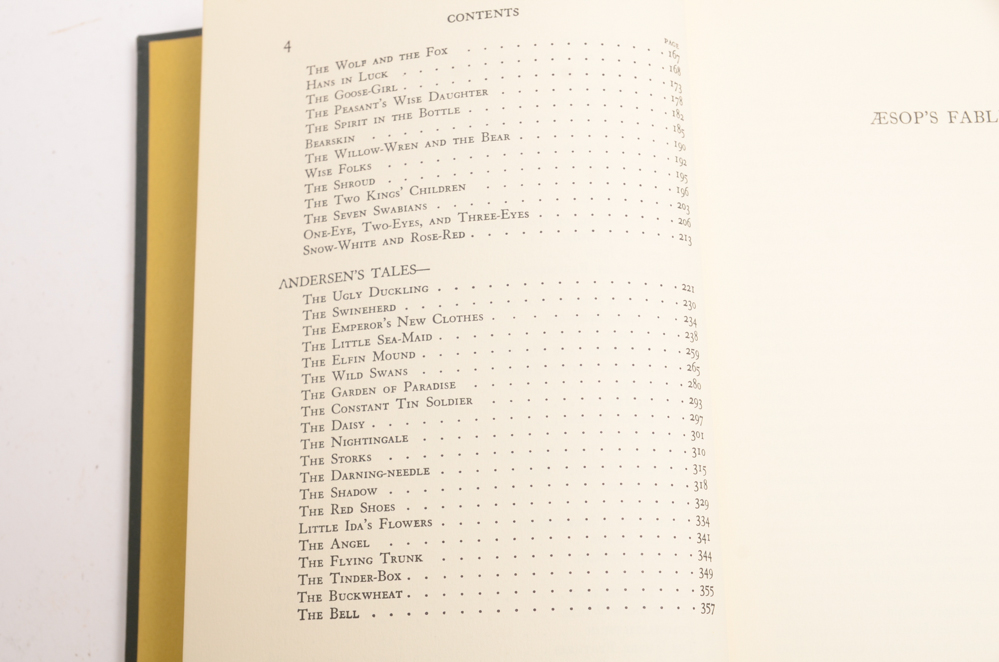 4
CONTENTS
PAGE
The Wolf and the Fox . . . . . . . . . . . 167
Hans in Luck . . . . . . . . . . . . . 168
The Goose-Girl . . . . . . . . . . . . . 173
The Peasant's Wise Daughter . . . . . . . . . 178
The Spirit in the Bottle . . . . . . . . . . 182
Bearskin . . . . . . . . . . . . . . 185
The Willow-Wren and the Bear . . . . . . . . . 190
Wise Folks . . . . . . . . . . . . . . 192
The Shroud . . . . . . . . . . . . . . 195
The Two Kings' Children . . . . . . . . . . 196
The Seven Swabians . . . . . . . . . . . . 203
One-Eye, Two-Eyes, and Three-Eyes . . . . . . . 206
Snow-White and Rose-Red . . . . . . . . . . 213
ANDERSEN'S TALES—
The Ugly Duckling . . . . . . . . . . . . 221
The Swineherd . . . . . . . . . . . . . 230
The Emperor's New Clothes . . . . . . . . . 234
The Little Sea-Maid . . . . . . . . . . . . 238
The Elfin Mound . . . . . . . . . . . . . 259
The Wild Swans . . . . . . . . . . . . . 265
The Garden of Paradise . . . . . . . . . . . 280
The Constant Tin Soldier . . . . . . . . . . 293
The Daisy . . . . . . . . . . . . . . . 297
The Nightingale . . . . . . . . . . . . . 301
The Storks . . . . . . . . . . . . . . 310
The Darning-needle . . . . . . . . . . . . 315
The Shadow . . . . . . . . . . . . . . 318
The Red Shoes . . . . . . . . . . . . . 329
Little Ida's Flowers . . . . . . . . . . . . 334
The Angel . . . . . . . . . . . . . . 341
The Flying Trunk . . . . . . . . . . . . 344
The Tinder-Box . . . . . . . . . . . . . 349
The Buckwheat . . . . . . . . . . . . . 355
The Bell . . . . . . . . . . . . . . . 357
ÆSOP'S FABL